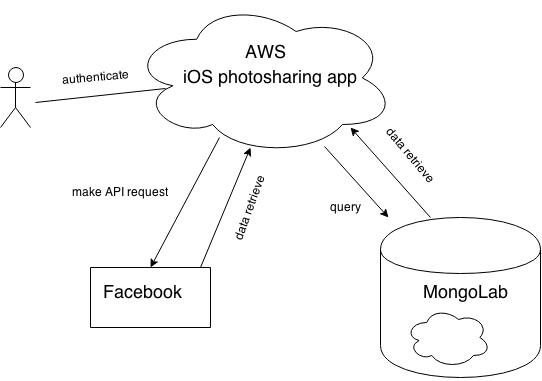 AWS
iOS photosharing app
authenticate
make API request
data retrieve
query
data retrieve
Facebook
MongoLab